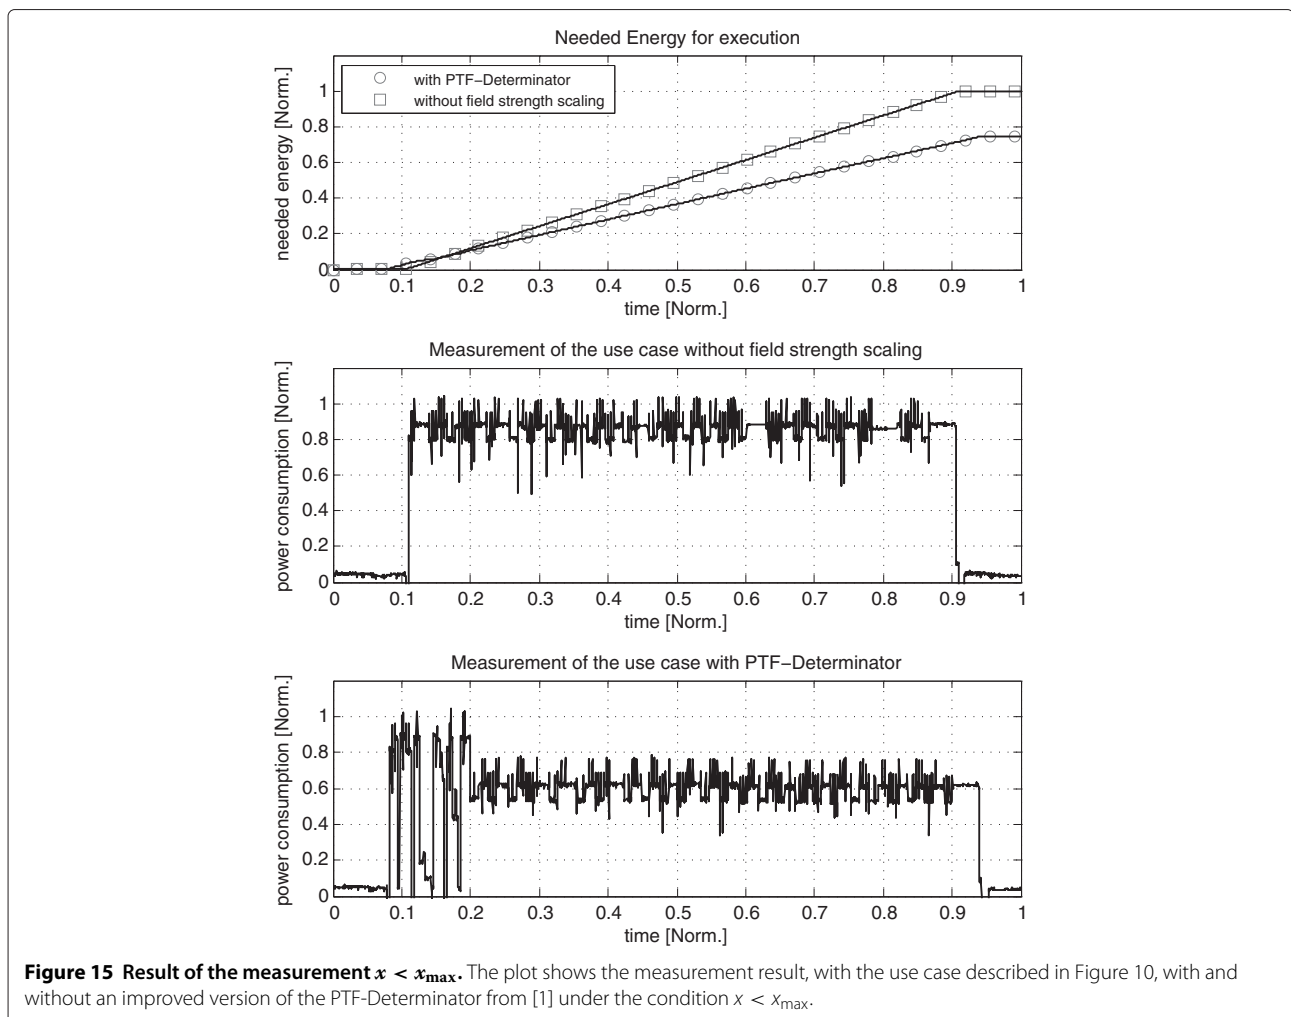 Needed Energy for execution
with PTF−Determinator
without field strength scaling
needed energy [Norm.]
1
0.8
0.6
0.4
0.2
0
0 0.1 0.2 0.3 0.4 0.5 0.6 0.7 0.8 0.9 1
time [Norm.]
Measurement of the use case without field strength scaling
power consumption [Norm.]
1
0.8
0.6
0.4
0.2
0
0 0.1 0.2 0.3 0.4 0.5 0.6 0.7 0.8 0.9 1
time [Norm.]
Measurement of the use case with PTF−Determinator
power consumption [Norm.]
1
0.8
0.6
0.4
0.2
0
0 0.1 0.2 0.3 0.4 0.5 0.6 0.7 0.8 0.9 1
time [Norm.]
Figure 15 Result of the measurement x < xmax. The plot shows the measurement result, with the use case described in Figure 10, with and
without an improved version of the PTF-Determinator from [1] under the condition x < xmax.